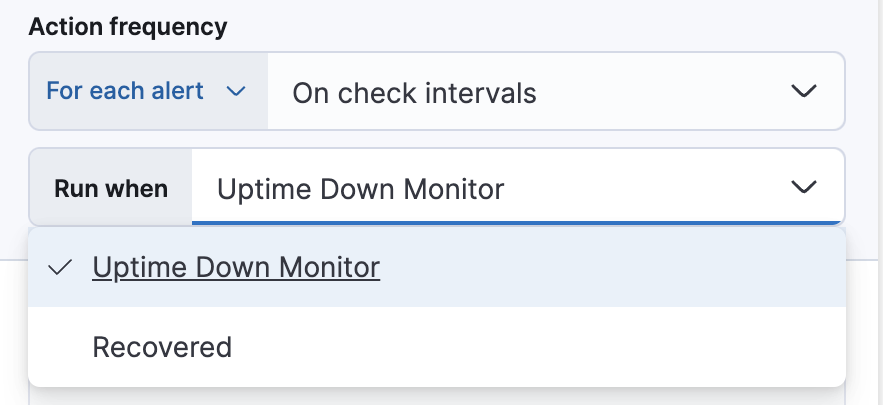 Action frequency
For each alert On check intervals
Run when Uptime Down Monitor
Uptime Down Monitor
Recovered